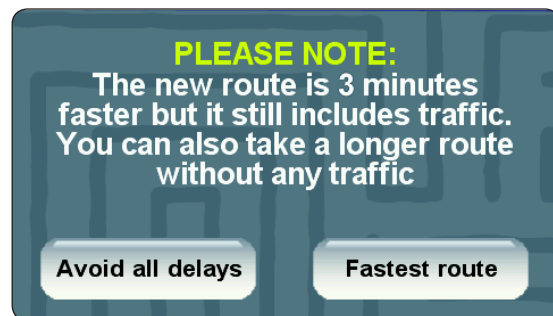 PLEASE NOTE:
The new route is 3 minutes
faster but it still includes traffic.
You can also take a longer route
without any traffic
Avoid all delays
Fastest route